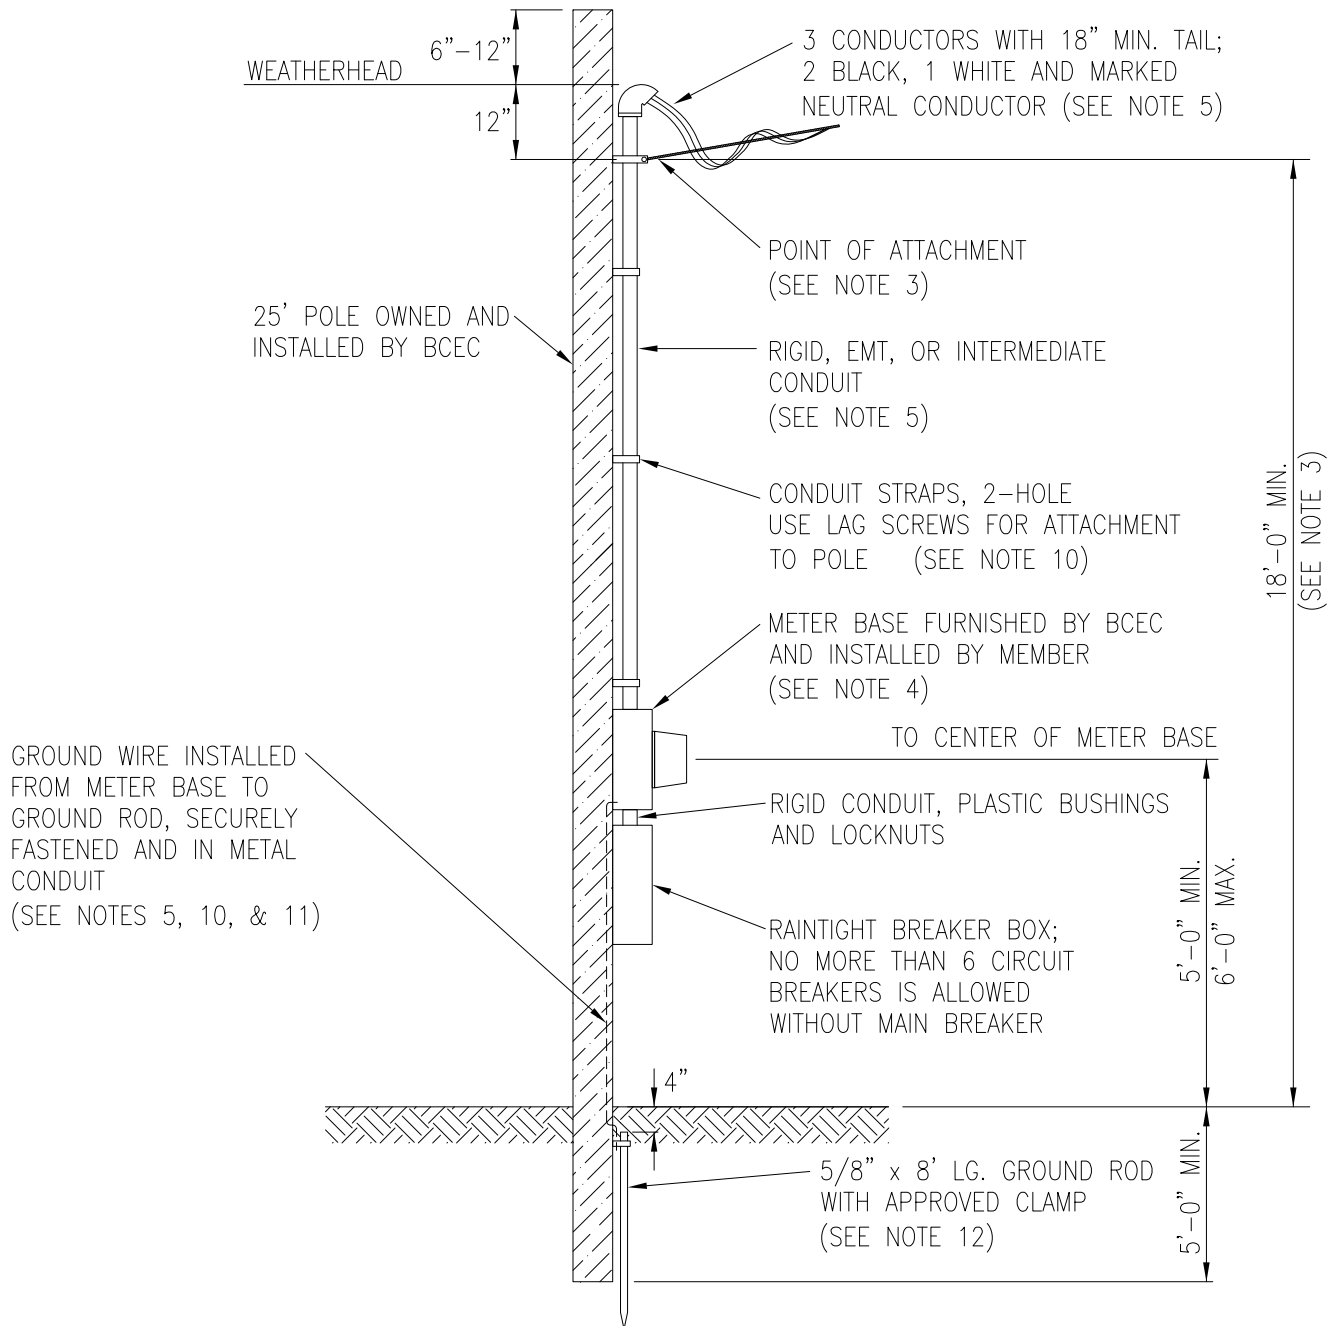 6”-12”
WEATHERHEAD
12”
3 CONDUCTORS WITH 18” MIN. TAIL;
2 BLACK, 1 WHITE AND MARKED
NEUTRAL CONDUCTOR (SEE NOTE 5)
POINT OF ATTACHMENT
(SEE NOTE 3)
25’ POLE OWNED AND
INSTALLED BY BCEC
RIGID, EMT, OR INTERMEDIATE
CONDUIT
(SEE NOTE 5)
CONDUIT STRAPS, 2-HOLE
USE LAG SCREWS FOR ATTACHMENT
TO POLE (SEE NOTE 10)
18’-0” MIN.
(SEE NOTE 3)
METER BASE FURNISHED BY BCEC
AND INSTALLED BY MEMBER
(SEE NOTE 4)
TO CENTER OF METER BASE
GROUND WIRE INSTALLED
FROM METER BASE TO
GROUND ROD, SECURELY
FASTENED AND IN METAL
CONDUIT
(SEE NOTES 5, 10, & 11)
RIGID CONDUIT, PLASTIC BUSHINGS
AND LOCKNUTS
RAINTIGHT BREAKER BOX;
NO MORE THAN 6 CIRCUIT
BREAKERS IS ALLOWED
WITHOUT MAIN BREAKER
5’-0” MIN.
6’-0” MAX.
4”
5/8” x 8’ LG. GROUND ROD
WITH APPROVED CLAMP
(SEE NOTE 12)
5’-0” MIN.